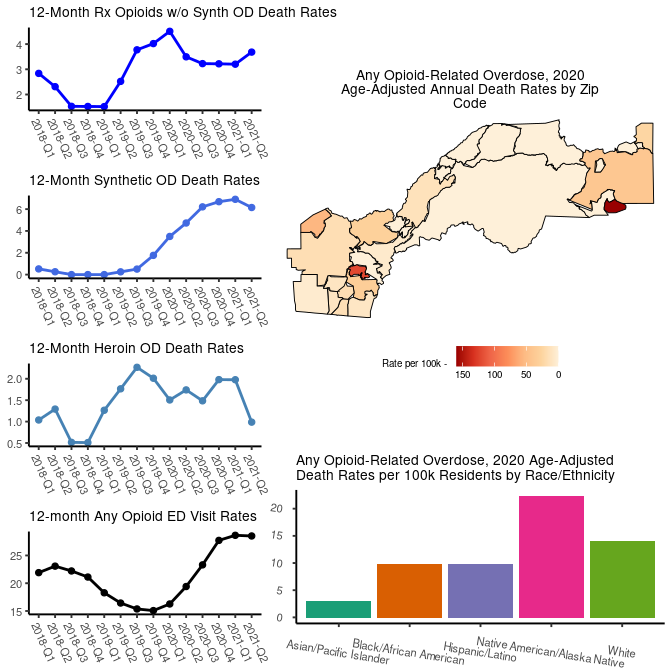 12-Month Rx Opioids w/o Synth OD Death Rates
4
3
2
2018-Q1
2018-Q2
2018-Q3
2018-Q4
2019-Q1
2019-Q2
2019-Q3
2019-Q4
2020-Q1
2020-Q2
2020-Q3
2020-Q4
2021-Q1
2021-Q2
12-Month Synthetic OD Death Rates
6
4
2
0
2018-Q1
2018-Q2
2018-Q3
2018-Q4
2019-Q1
2019-Q2
2019-Q3
2019-Q4
2020-Q1
2020-Q2
2020-Q3
2020-Q4
2021-Q1
2021-Q2
12-Month Heroin OD Death Rates
2.0
1.5
1.0
0.5
2018-Q1
2018-Q2
2018-Q3
2018-Q4
2019-Q1
2019-Q2
2019-Q3
2019-Q4
2020-Q1
2020-Q2
2020-Q3
2020-Q4
2021-Q1
2021-Q2
12-month Any Opioid ED Visit Rates
25
20
15
2018-Q1
2018-Q2
2018-Q3
2018-Q4
2019-Q1
2019-Q2
2019-Q3
2019-Q4
2020-Q1
2020-Q2
2020-Q3
2020-Q4
2021-Q1
2021-Q2
Any Opioid-Related Overdose, 2020
Age-Adjusted Annual Death Rates by Zip
Code
Rate per 100k -
150 100 50 0
Any Opioid-Related Overdose, 2020 Age-Adjusted
Death Rates per 100k Residents by Race/Ethnicity
20
15
10
5
0
Asian/Pacific Islander
Black/African American
Hispanic/Latino
Native American/Alaska Native
White